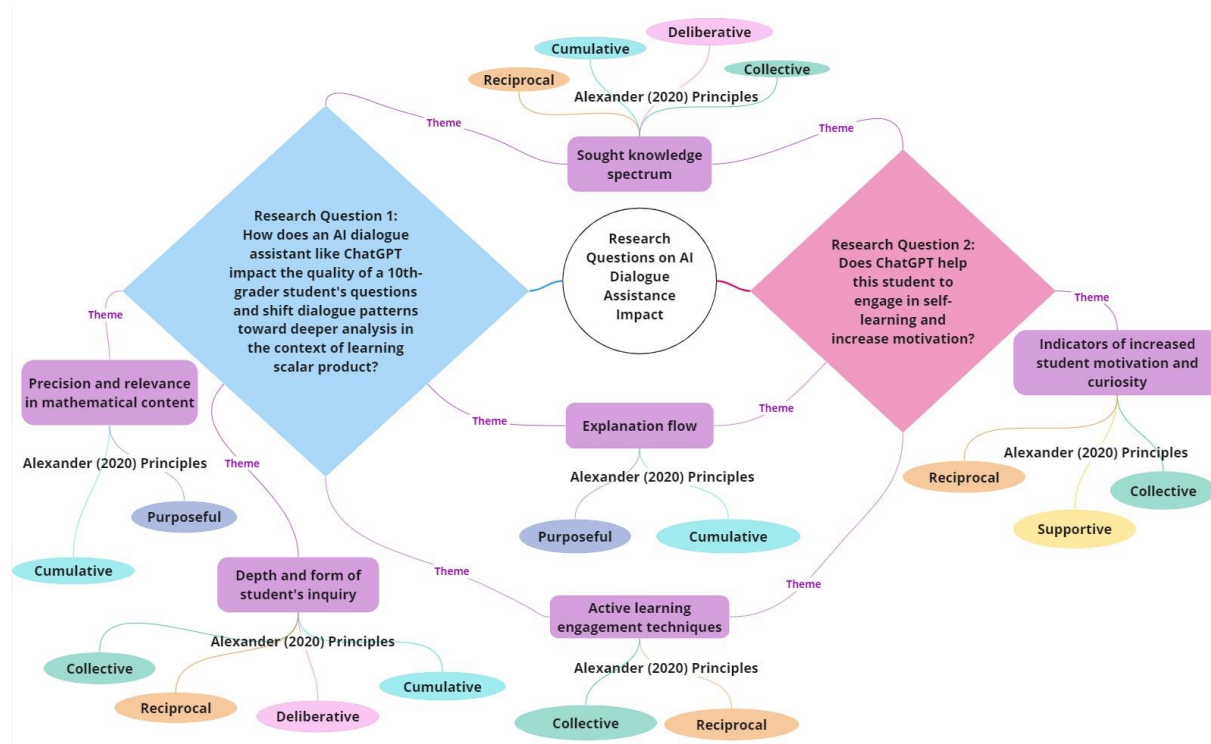 Deliberative
Cumulative
Collective
Reciprocal
Alexander (2020) Principles
Theme
Theme
Sought knowledge
spectrum
Research Question 1:
How does an AI dialogue
assistant like ChatGPT
impact the quality of a 10th-
grader student's questions
and shift dialogue patterns
toward deeper analysis in
the context of learning
scalar product?
Research
Questions on AI
Dialogue
Assistance
Impact
Research Question 2:
Does ChatGPT help
this student to
engage in self-
learning and
increase motivation?
Theme
Theme
Indicators of increased
student motivation and
curiosity
Precision and relevance
in mathematical content
Theme
Theme
Explanation flow
Alexander (2020) Principles
Theme
Alexander (2020) Principles
Alexander (2020) Principles
Reciprocal
Collective
Supportive
Purposeful
Cumulative
Purposeful
Cumulative
Depth and form of
student's inquiry
Theme
Theme
Active learning
engagement techniques
Alexander (2020) Principles
Collective
Reciprocal
Deliberative
Cumulative
Alexander (2020) Principles
Collective
Reciprocal